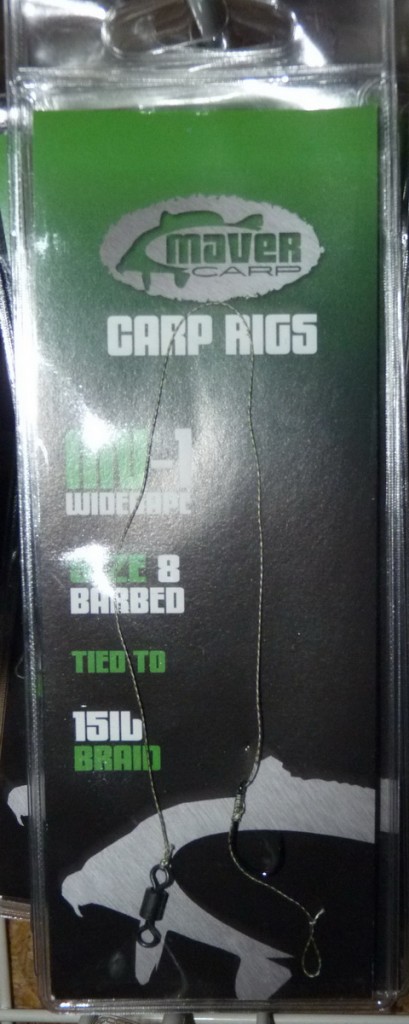 maver
CARP
CARP RIGS
MV-1
WIDEGAPE
SIZE 8
BARBED
TIED TO
15lb
BRAID